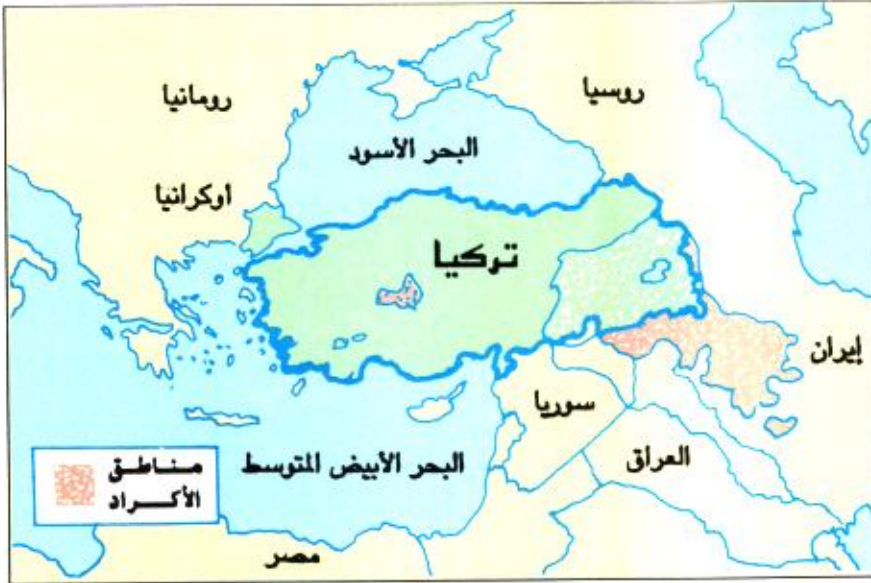 رومانيا
روسيا
البحر الأسود
أوكرانيا
تركيا
إيران
سوريا
العراق
البحر الأبيض المتوسط
مناطق
الأكراد
مصر